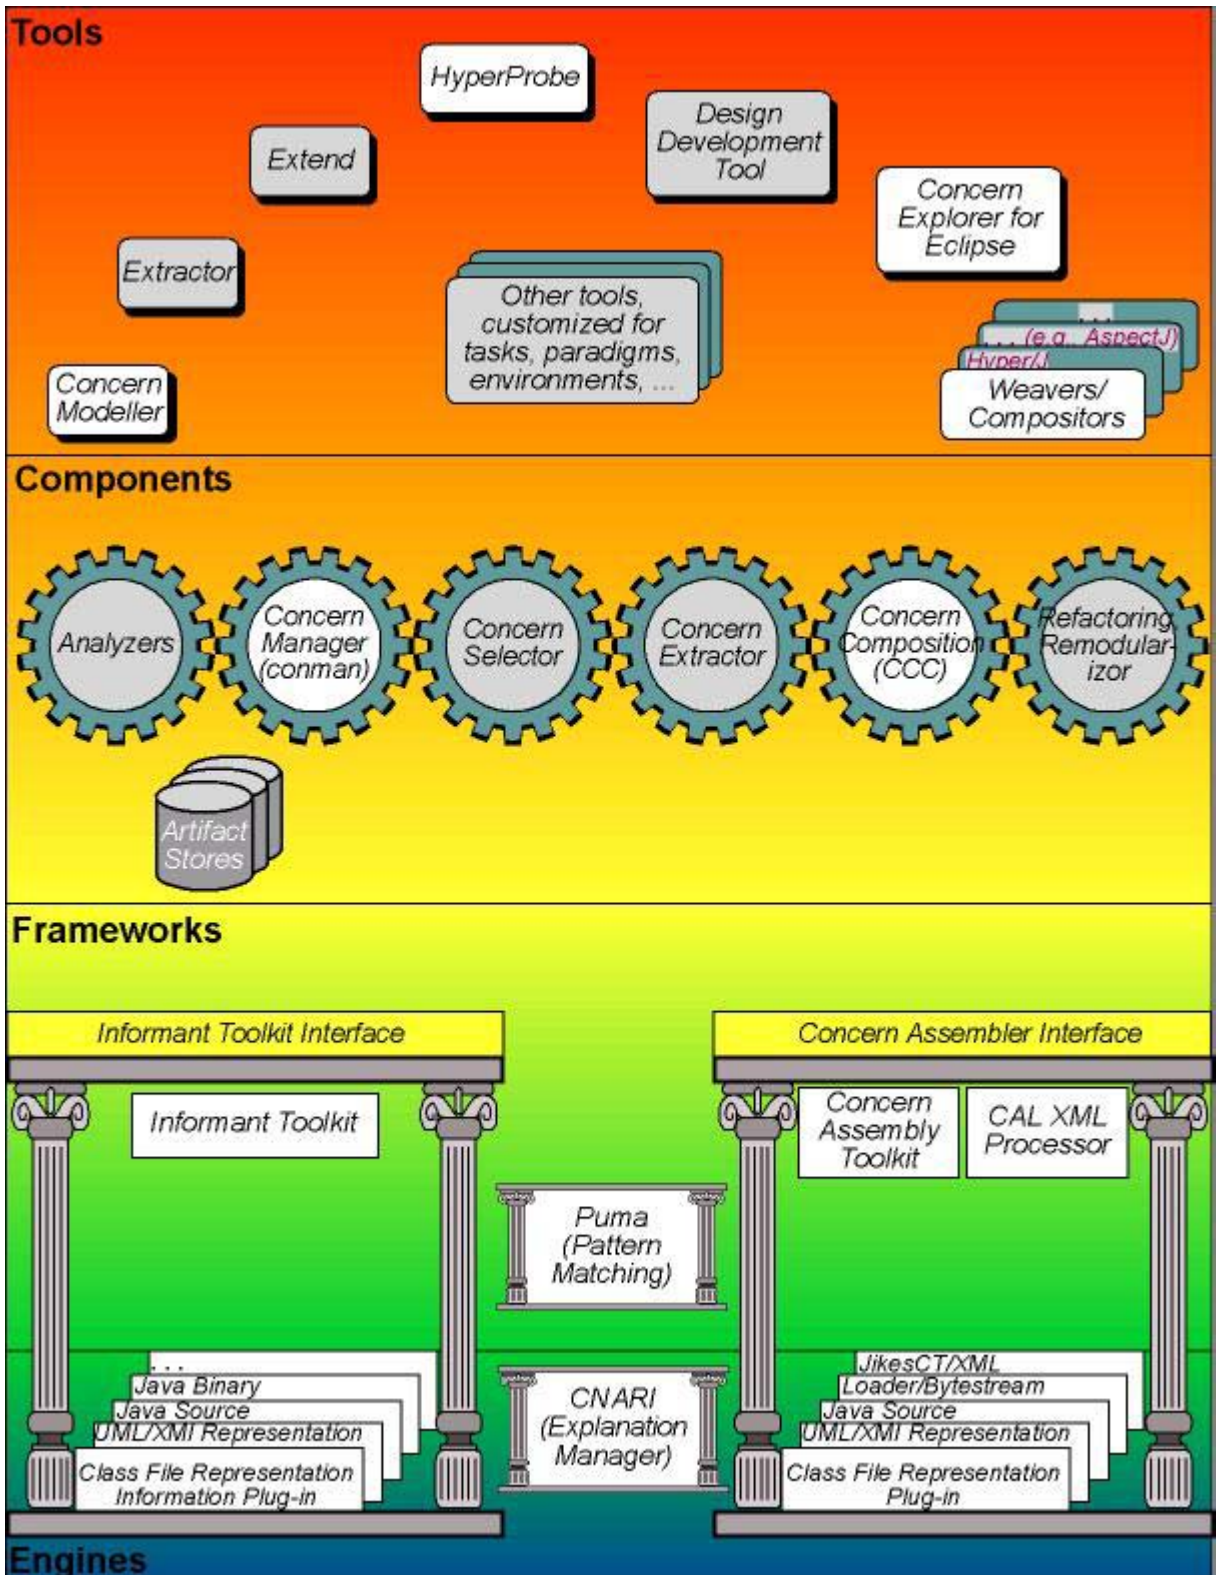 Tools
HyperProbe
Design
Development
Tool
Extend
Concern
Explorer for
Eclipse
Extractor
Other tools,
customized for
tasks, paradigms,
environments, ...
. . .
. . . (e.g., AspectJ)
Hyper/J
Weavers/
Compositors
Concern
Modeller
Components
Analyzers
Concern
Manager
(conman)
Concern
Selector
Concern
Extractor
Concern
Composition
(CCC)
Refactoring,
Remodular-
izor
Artifact
Stores
Frameworks
Informant Toolkit Interface
Concern Assembler Interface
Informant Toolkit
Concern
Assembly
Toolkit
CAL XML
Processor
Puma
(Pattern
Matching)
. . .
Java Binary
Java Source
UML/XMI Representation
Class File Representation
Information Plug-in
CNARI
(Explanation
Manager)
JikesCT/XML
Loader/Bytestream
Java Source
UML/XMI Representation
Class File Representation
Plug-in
Engines